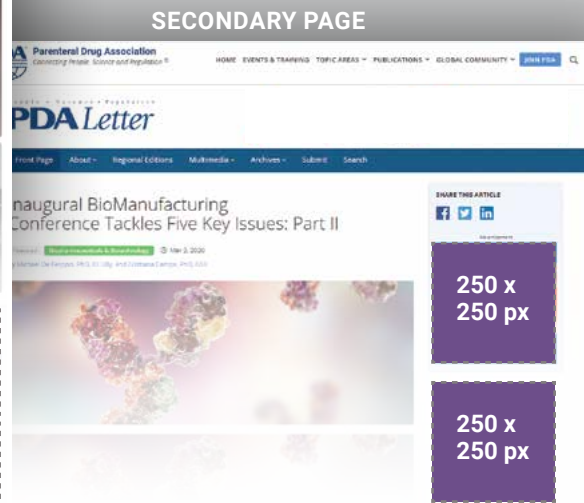 SECONDARY PAGE
Parenteral Drug Association
Connecting People, Science and Regulation ®
HOME EVENTS & TRAINING TOPIC AREAS PUBLICATIONS GLOBAL COMMUNITY JOIN PDA
PDA Letter
Front Page About Regional Editions Multimedia Archives Submit Search
naugural BioManufacturing
Conference Tackles Five Key Issues: Part II
SHARE THIS ARTICLE
Advertisement
250 x
250 px
250 x
250 px